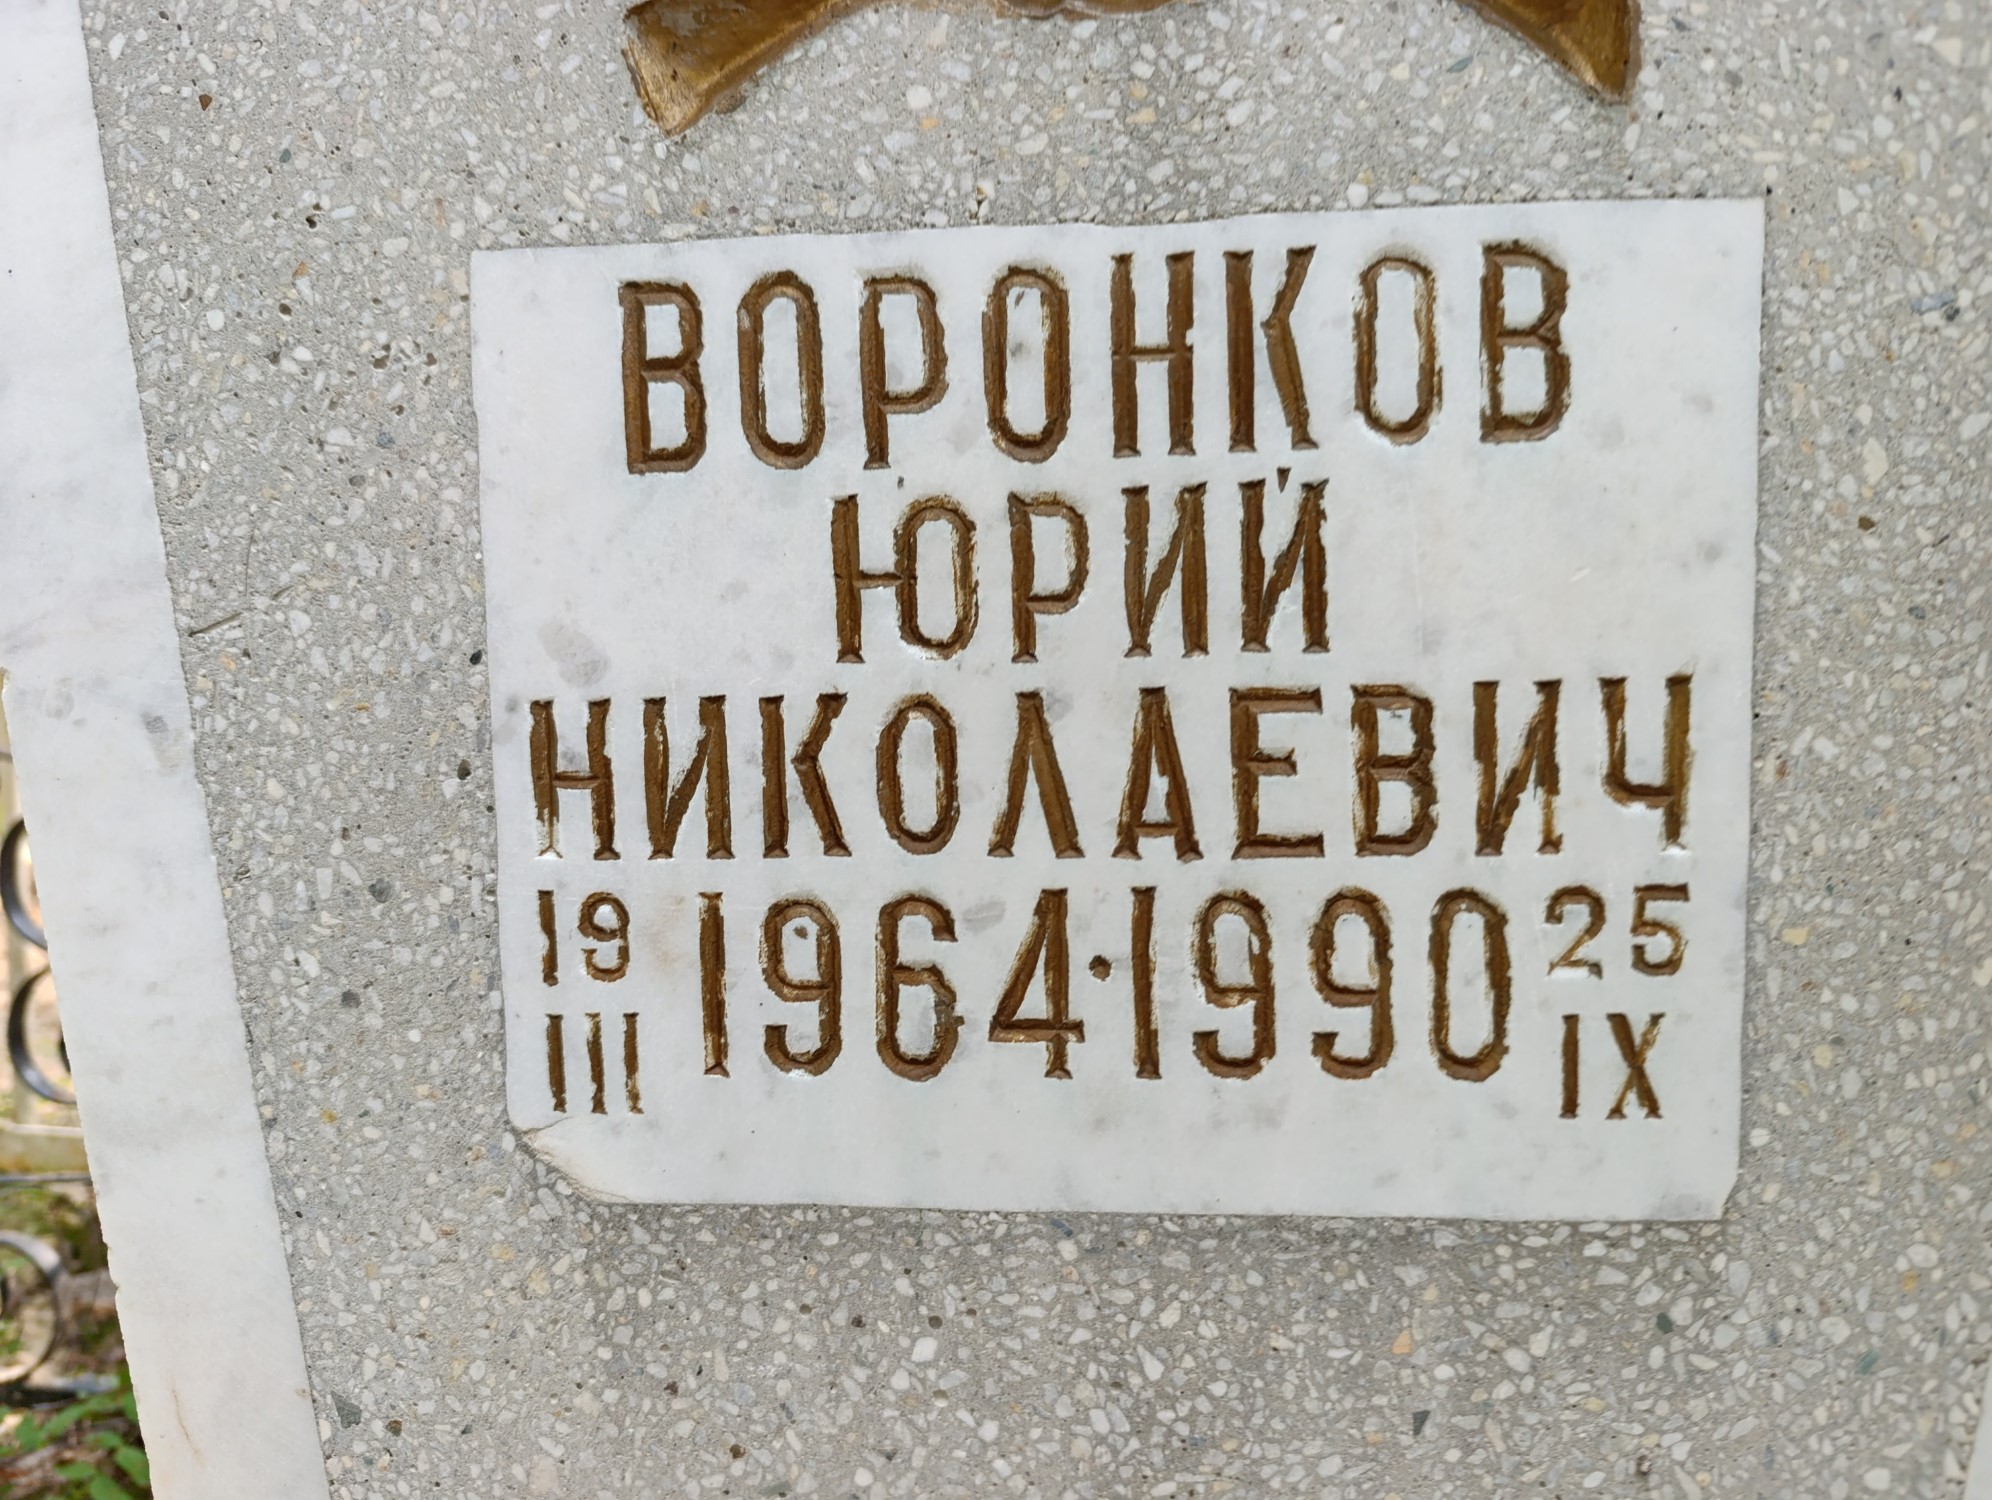 ВОРОНКОВ
ЮРИЙ
НИКОЛАЕВИЧ
19 III 1964·1990 25 IX